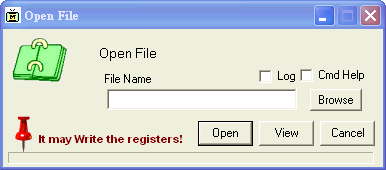 Open File
Open File
File Name
Log
Cmd Help
Browse
It may Write the registers!
Open
View
Cancel